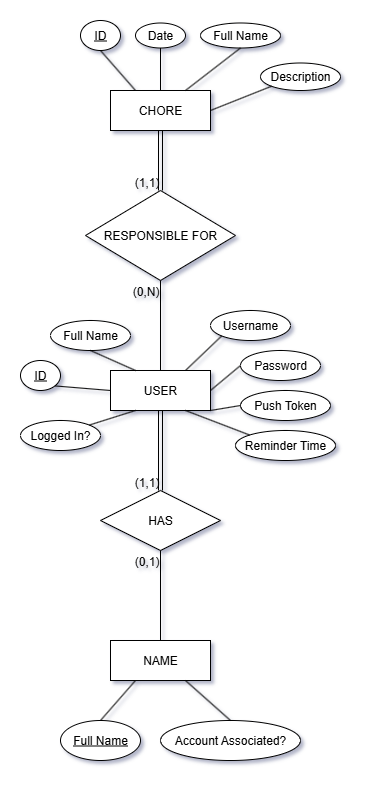 ID
Date
Full Name
Description
CHORE
(1,1)
RESPONSIBLE FOR
(0,N)
Username
Full Name
Password
ID
USER
Push Token
Logged In?
Reminder Time
(1,1)
HAS
(0,1)
NAME
Full Name
Account Associated?